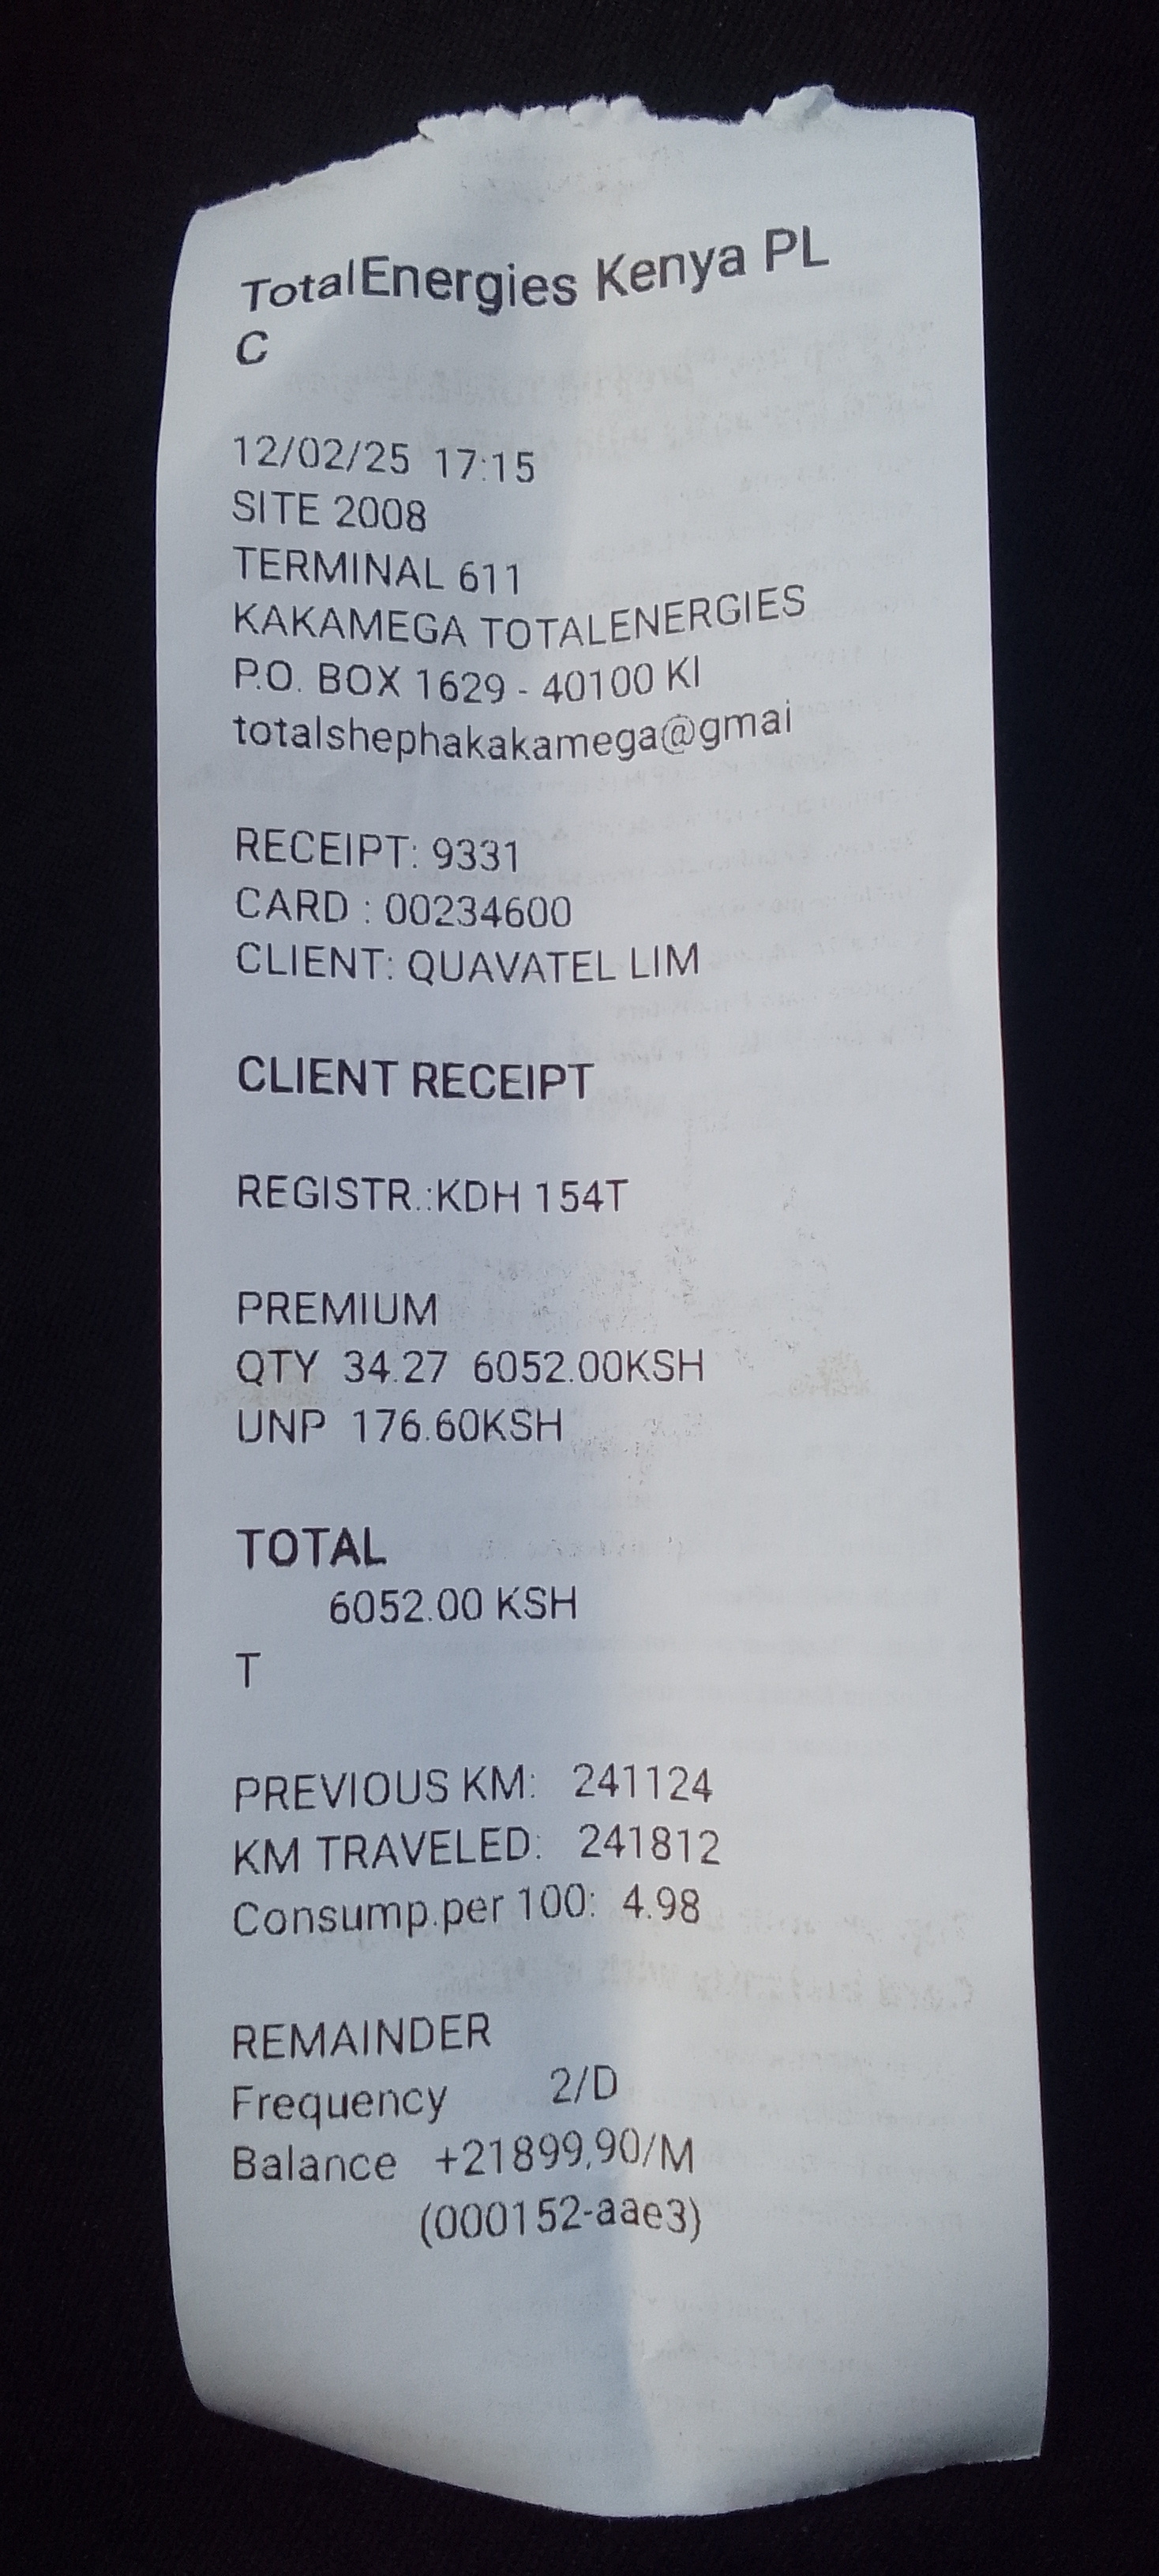 TotalEnergies Kenya PL
C
12/02/25 17:15
SITE 2008
TERMINAL 611
KAKAMEGA TOTALENERGIES
P.O. BOX 1629 - 40100 KI
totalshephakakamega@gmai
RECEIPT: 9331
CARD : 00234600
CLIENT: QUAVATEL LIM
CLIENT RECEIPT
REGISTR.:KDH 154T
PREMIUM
QTY 34.27 6052.00KSH
UNP 176.60KSH
TOTAL
6052.00 KSH
T
PREVIOUS KM: 241124
KM TRAVELED: 241812
Consump.per 100: 4.98
REMAINDER
Frequency 2/D
Balance +21899,90/M
(000152-aae3)